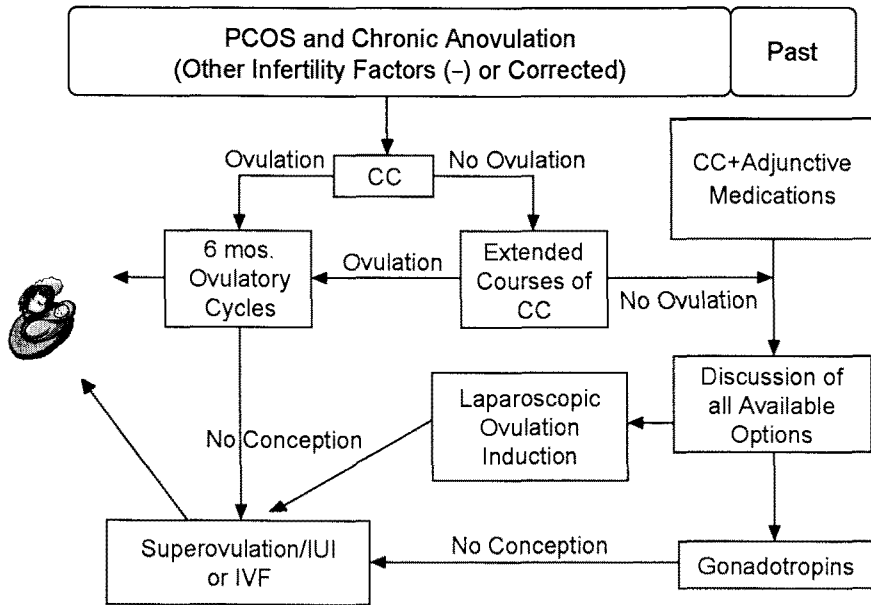 PCOS and Chronic Anovulation
(Other Infertility Factors (–) or Corrected)
Past
Ovulation
CC
No Ovulation
CC+Adjunctive
Medications
6 mos.
Ovulatory
Cycles
Ovulation
Extended
Courses of
CC
No Ovulation
Laparoscopic
Ovulation
Induction
Discussion of
all Available
Options
No Conception
Superovulation/IUI
or IVF
No Conception
Gonadotropins